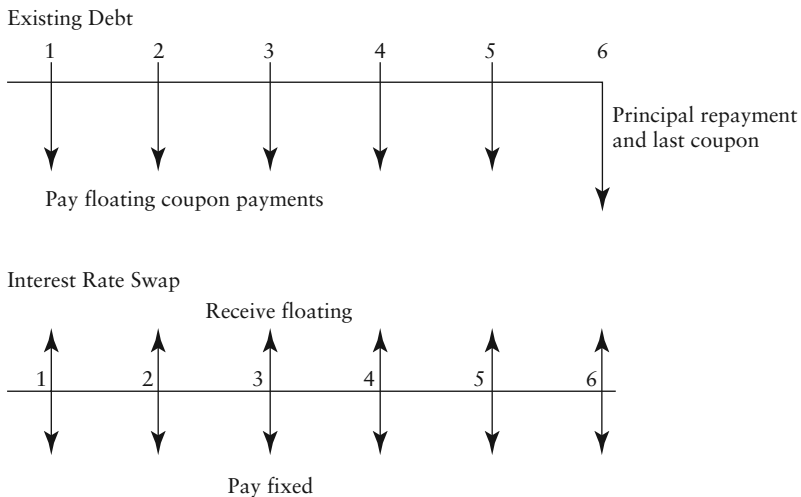 Existing Debt
1 2 3 4 5 6
Principal repayment
and last coupon
Pay floating coupon payments
Interest Rate Swap
Receive floating
1 2 3 4 5 6
Pay fixed